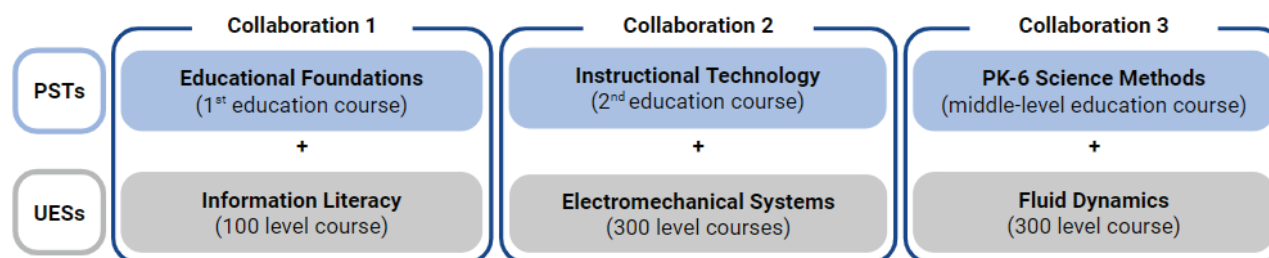 Collaboration 1
Collaboration 2
Collaboration 3
PSTs
Educational Foundations
(1st education course)
Instructional Technology
(2nd education course)
PK-6 Science Methods
(middle-level education course)
+
+
+
UESs
Information Literacy
(100 level course)
Electromechanical Systems
(300 level courses)
Fluid Dynamics
(300 level course)